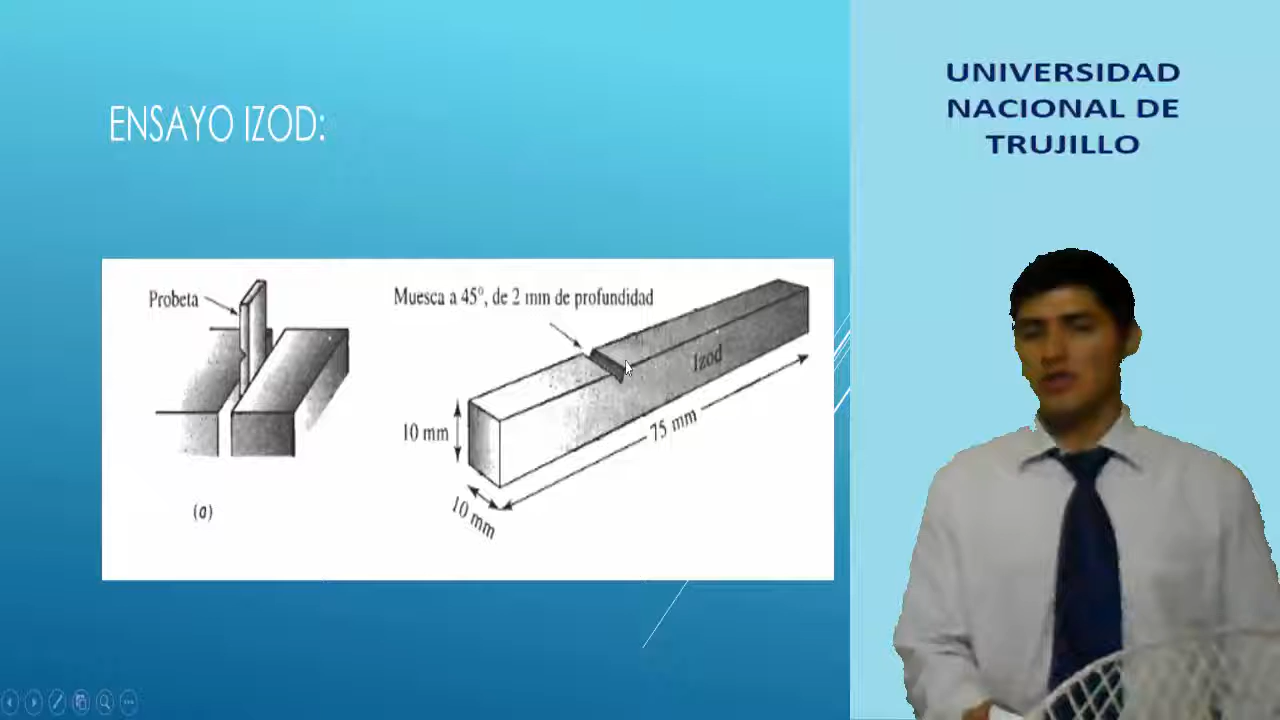 ENSAYO IZOD:
UNIVERSIDAD
NACIONAL DE
TRUJILLO
Probeta
Muesca a 45°, de 2 mm de profundidad
Izod
10 mm
75 mm
10 mm
(a)